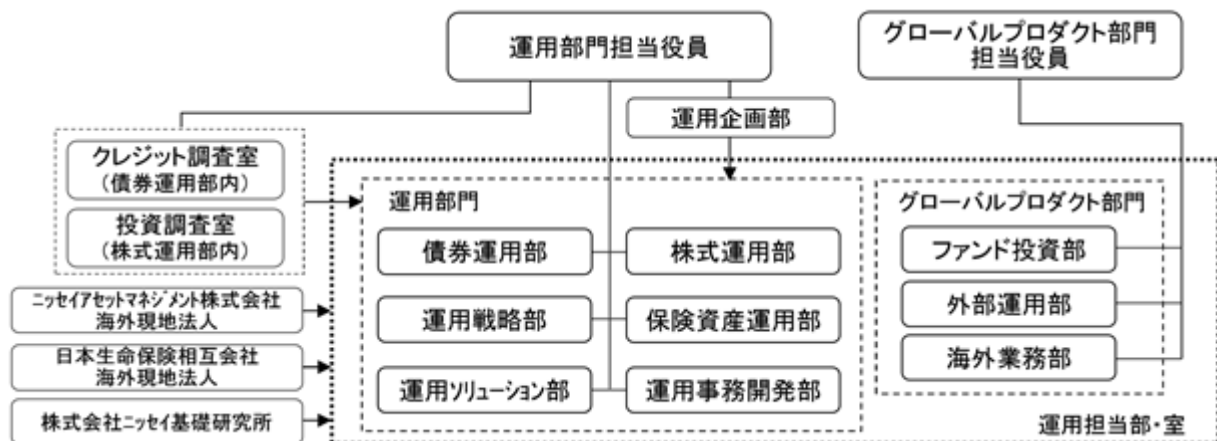 運用部門担当役員
グローバルプロダクト部門
担当役員
運用企画部
クレジット調査室
(債券運用部内)
投資調査室
(株式運用部内)
運用部門
債券運用部
株式運用部
運用戦略部
保険資産運用部
運用ソリューション部
運用事務開発部
グローバルプロダクト部門
ファンド投資部
外部運用部
海外業務部
ニッセイアセットマネジメント株式会社
海外現地法人
日本生命保険相互会社
海外現地法人
株式会社ニッセイ基礎研究所
運用担当部・室